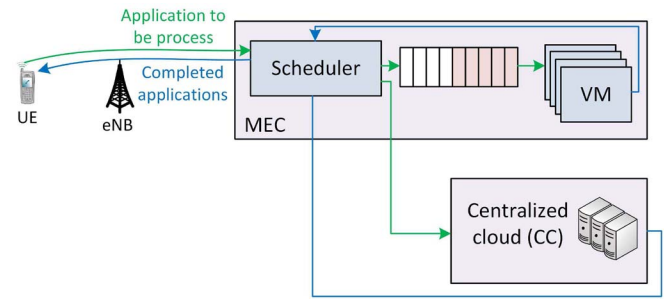 Application to
be process
Completed
applications
UE
eNB
Scheduler
VM
MEC
Centralized
cloud (CC)